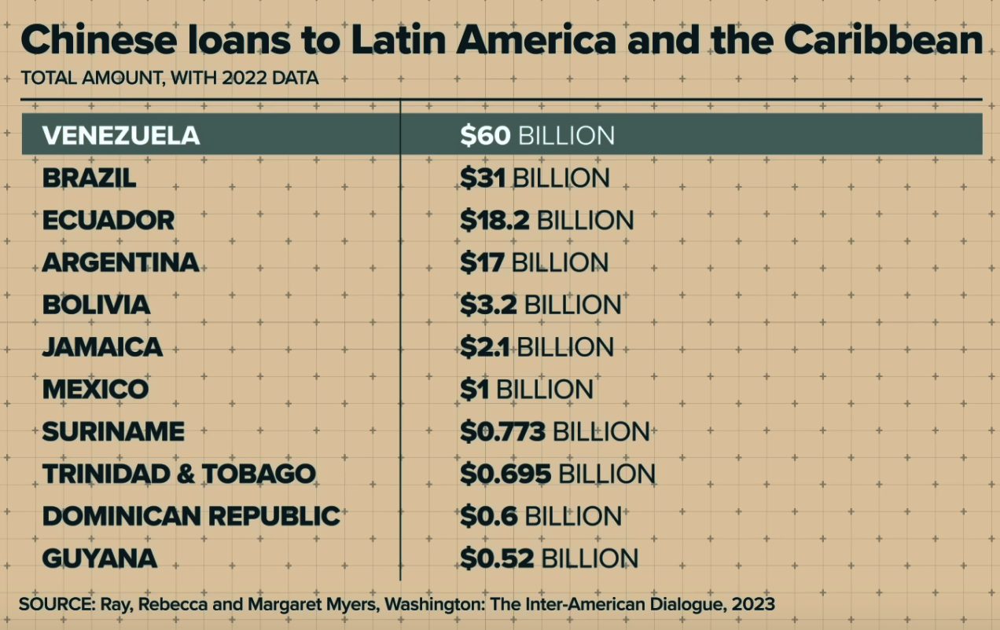 Chinese loans to Latin America and the Caribbean
TOTAL AMOUNT, WITH 2022 DATA
VENEZUELA $60 BILLION
BRAZIL $31 BILLION
ECUADOR $18.2 BILLION
ARGENTINA $17 BILLION
BOLIVIA $3.2 BILLION
JAMAICA $2.1 BILLION
MEXICO $1 BILLION
SURINAME $0.773 BILLION
TRINIDAD & TOBAGO $0.695 BILLION
DOMINICAN REPUBLIC $0.6 BILLION
GUYANA $0.52 BILLION
SOURCE: Ray, Rebecca and Margaret Myers, Washington: The Inter-American Dialogue, 2023